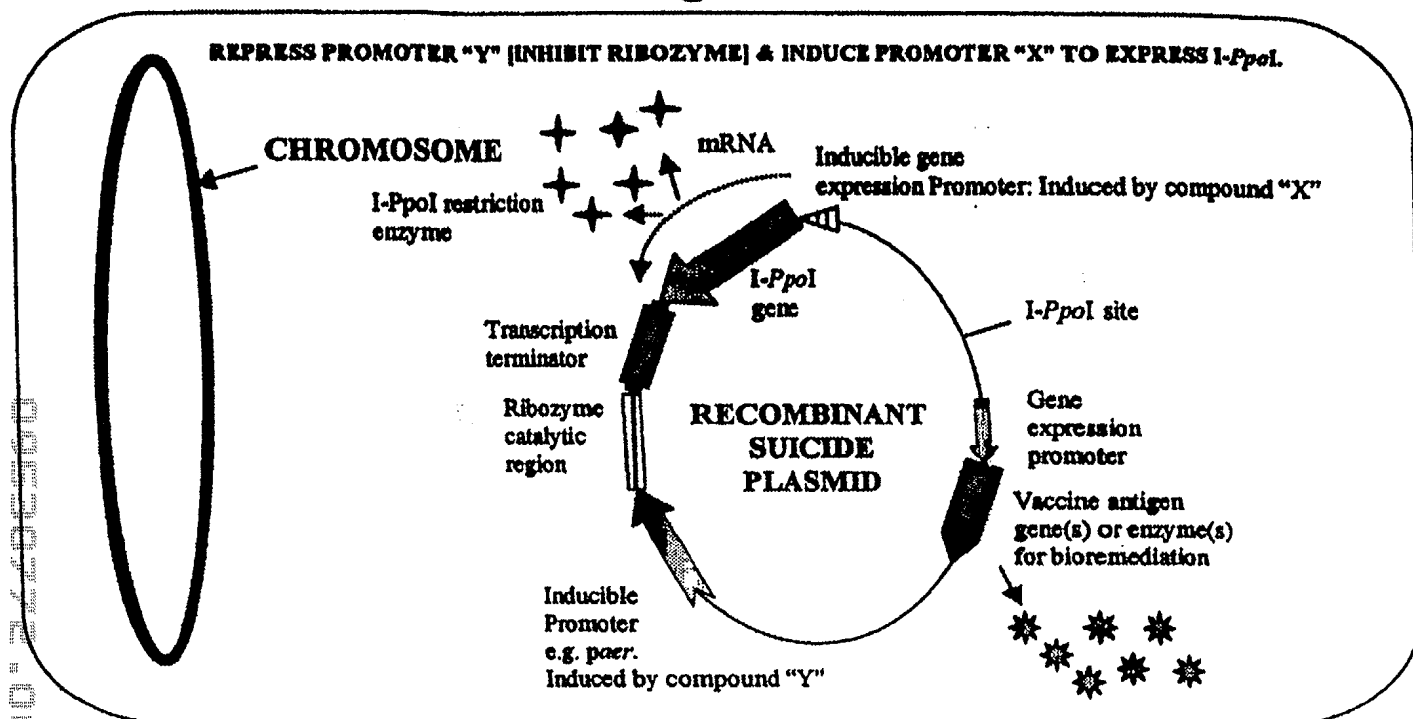 REPRESS PROMOTER "Y" [INHIBIT RIBOZYME] & INDUCE PROMOTER "X" TO EXPRESS I-PpoI.
CHROMOSOME
mRNA
Inducible gene
expression Promoter: Induced by compound "X"
I-PpoI restriction
enzyme
I-PpoI
gene
I-PpoI site
Transcription
terminator
Ribozyme
catalytic
region
RECOMBINANT
SUICIDE
PLASMID
Gene
expression
promoter
Vaccine antigen
gene(s) or enzyme(s)
for bioremediation
Inducible
Promoter
e.g. paer.
Induced by compound "Y"